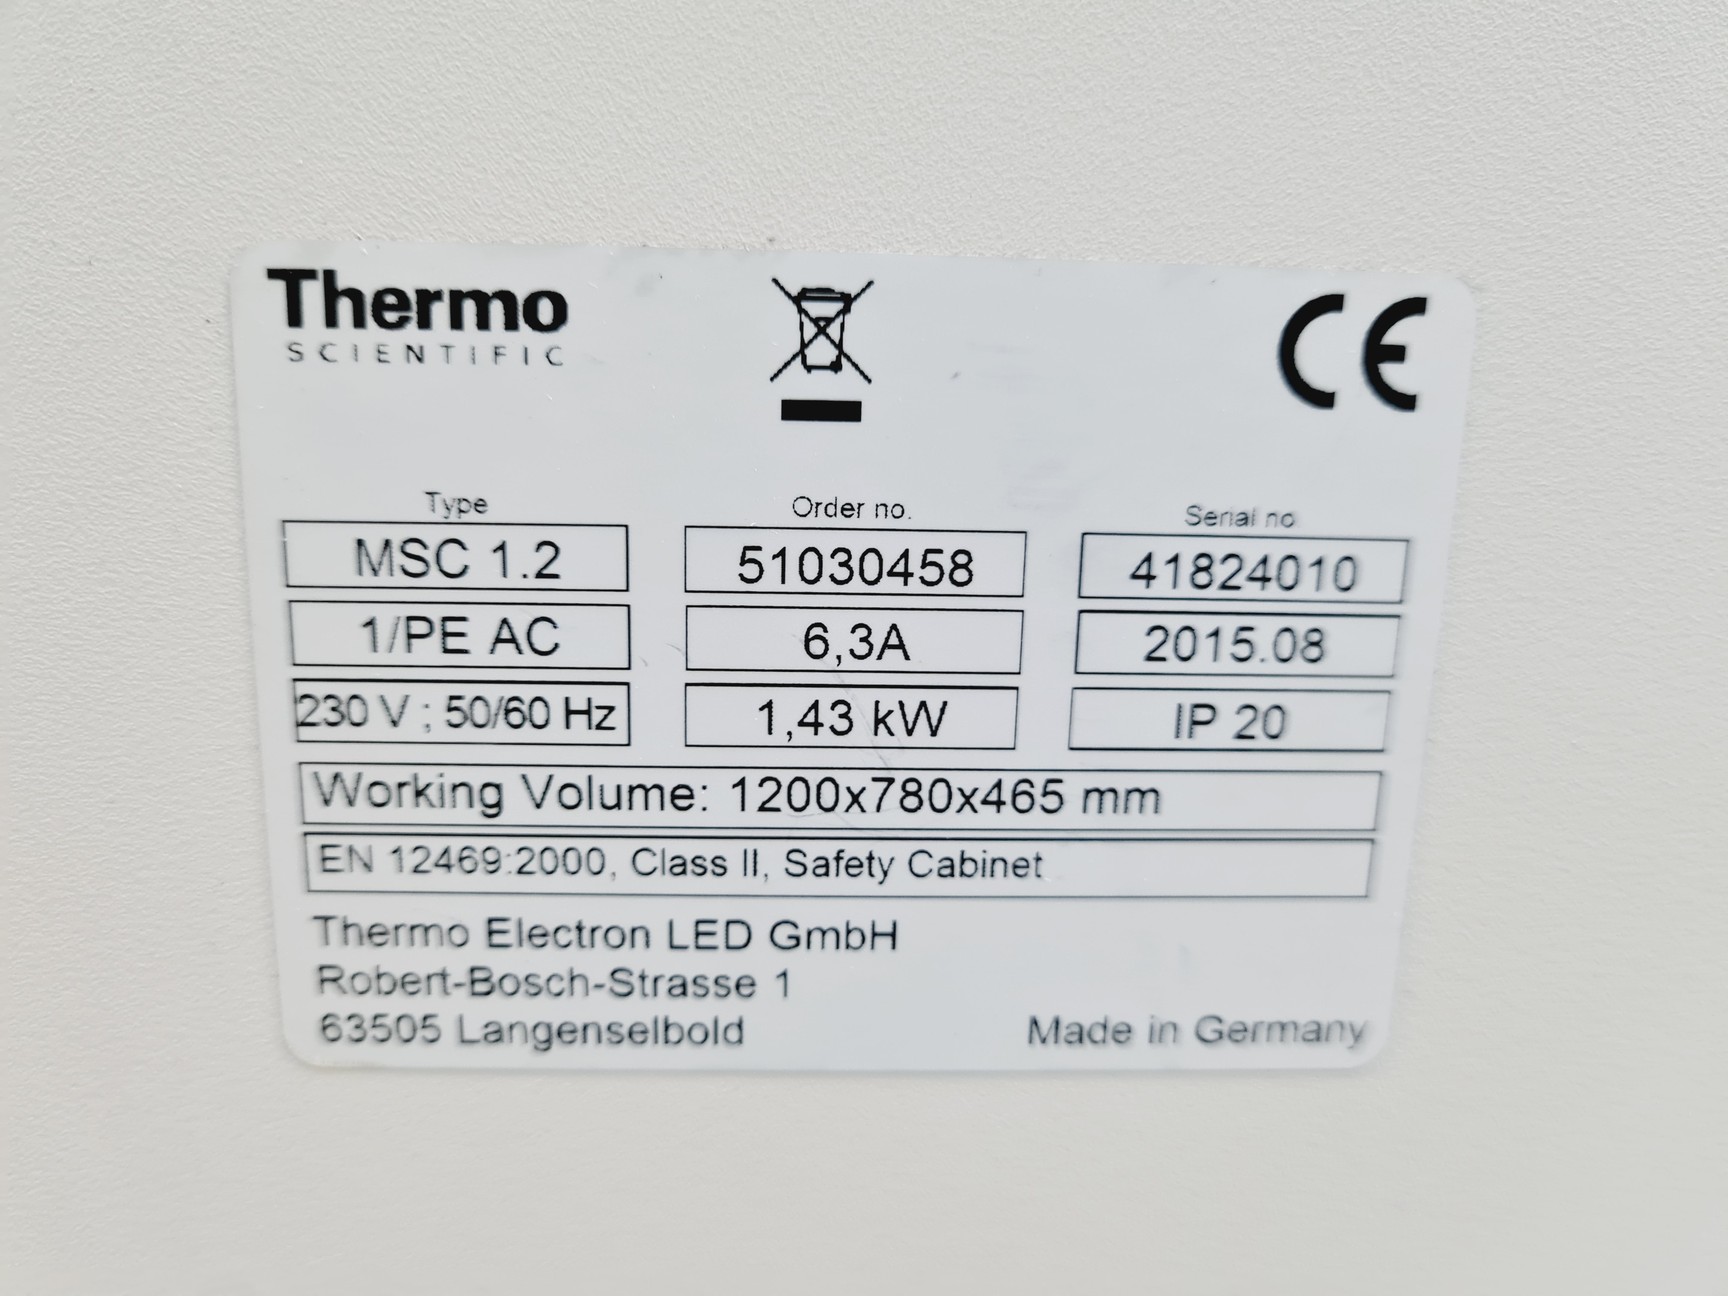 Thermo
SCIENTIFIC
CE
Type Order no. Serial no
MSC 1.2 51030458 41824010
1/PE AC 6,3A 2015.08
230 V ; 50/60 Hz 1,43 kW IP 20
Working Volume: 1200x780x465 mm
EN 12469:2000, Class II, Safety Cabinet
Thermo Electron LED GmbH
Robert-Bosch-Strasse 1
63505 Langenselbold Made in Germany